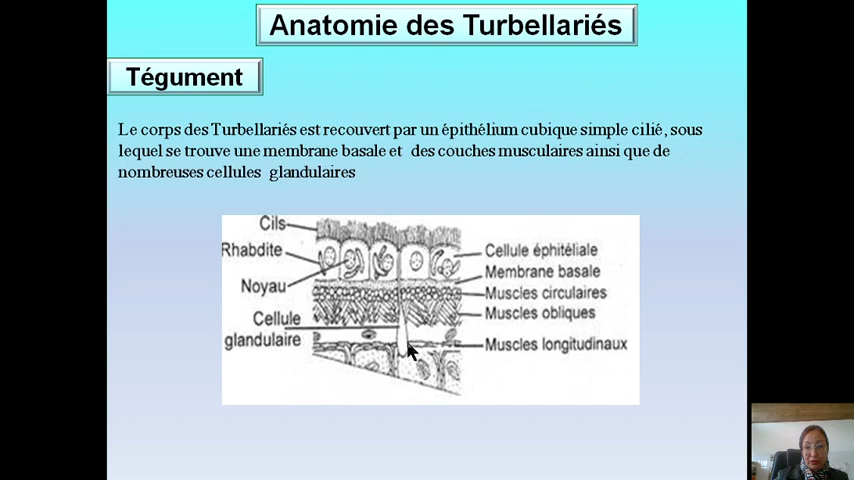 Anatomie des Turbellariés
Tégument
Le corps des Turbellariés est recouvert par un épithélium cubique simple cilié, sous
lequel se trouve une membrane basale et des couches musculaires ainsi que de
nombreuses cellules glandulaires
Cils
Rhabdite
Noyau
Cellule
glandulaire
Cellule éphitéliale
Membrane basale
Muscles circulaires
Muscles obliques
Muscles longitudinaux